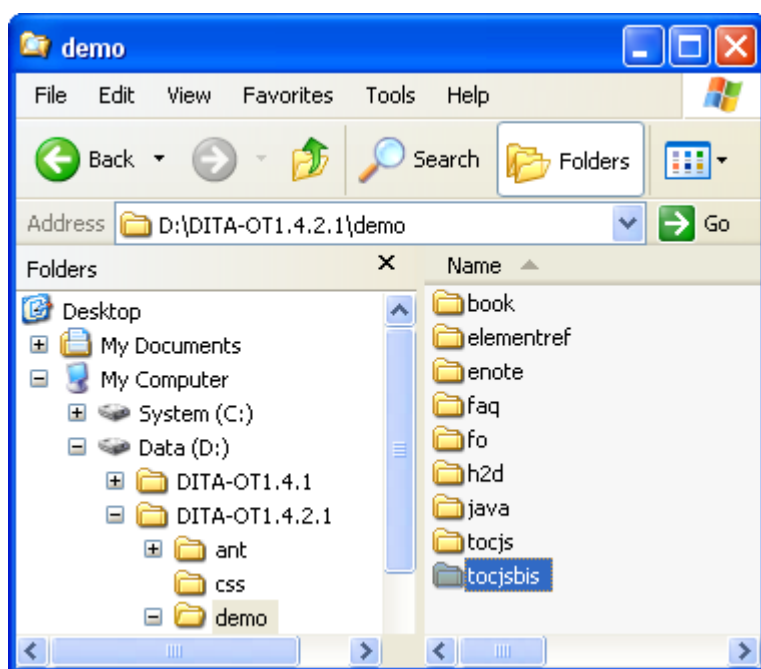 demo
File Edit View Favorites Tools Help
Back Search Folders
Address D:\DITA-OT1.4.2.1\demo Go
Folders
Desktop
My Documents
My Computer
System (C:)
Data (D:)
DITA-OT1.4.1
DITA-OT1.4.2.1
ant
css
demo
Name
book
elementref
enote
faq
fo
h2d
java
tocjs
tocjsbis